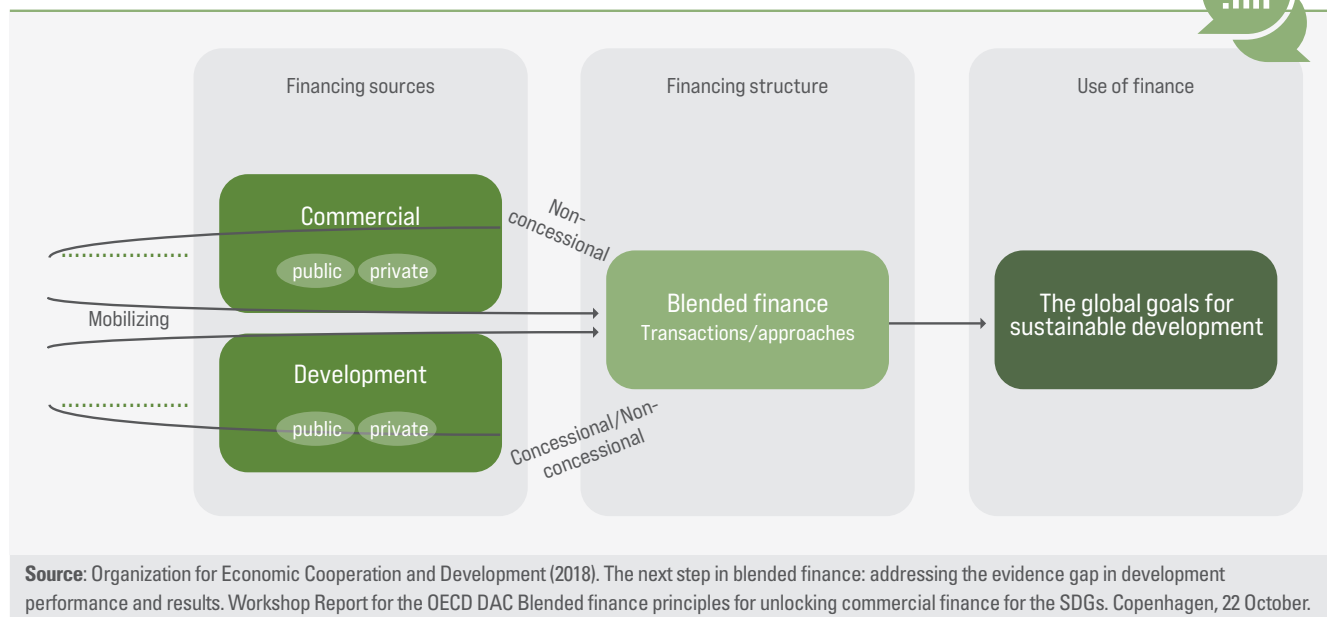 Financing sources
Financing structure
Use of finance
Commercial
public private
Non-
concessional
Mobilizing
Development
public private
Concessional/Non-
concessional
Blended finance
Transactions/approaches
The global goals for
sustainable development
Source: Organization for Economic Cooperation and Development (2018). The next step in blended finance: addressing the evidence gap in development
performance and results. Workshop Report for the OECD DAC Blended finance principles for unlocking commercial finance for the SDGs. Copenhagen, 22 October.